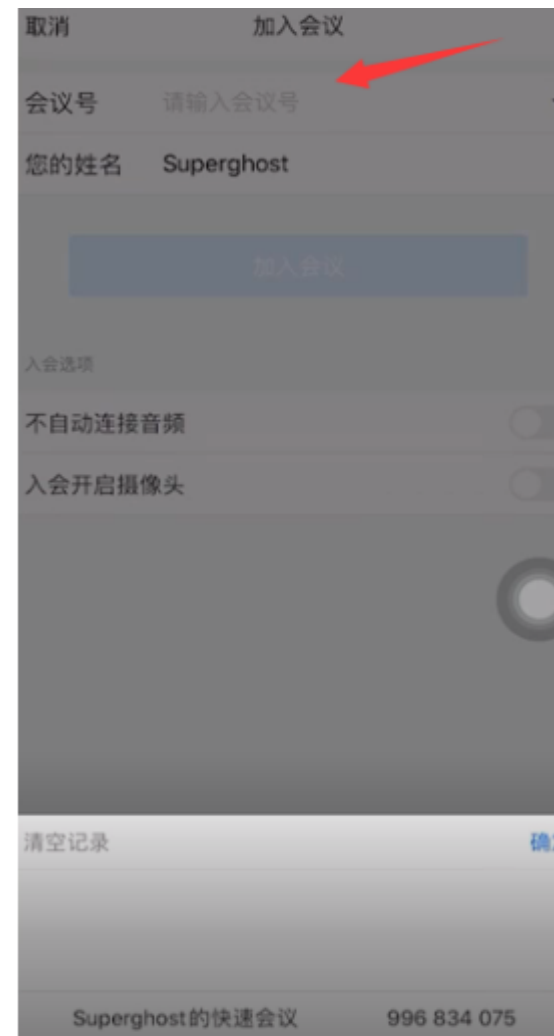 取消 加入会议
会议号 请输入会议号
您的姓名 Superghost
加入会议
入会选项
不自动连接音频
入会开启摄像头
清空记录 确
Superghost的快速会议 996 834 075